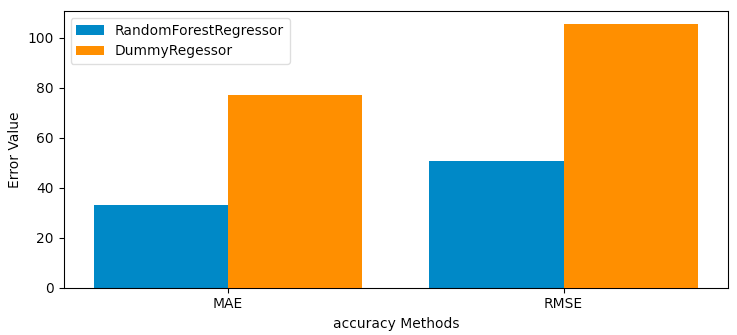 RandomForestRegressor
DummyRegessor
100
80
60
40
20
0
Error Value
MAE
RMSE
accuracy Methods